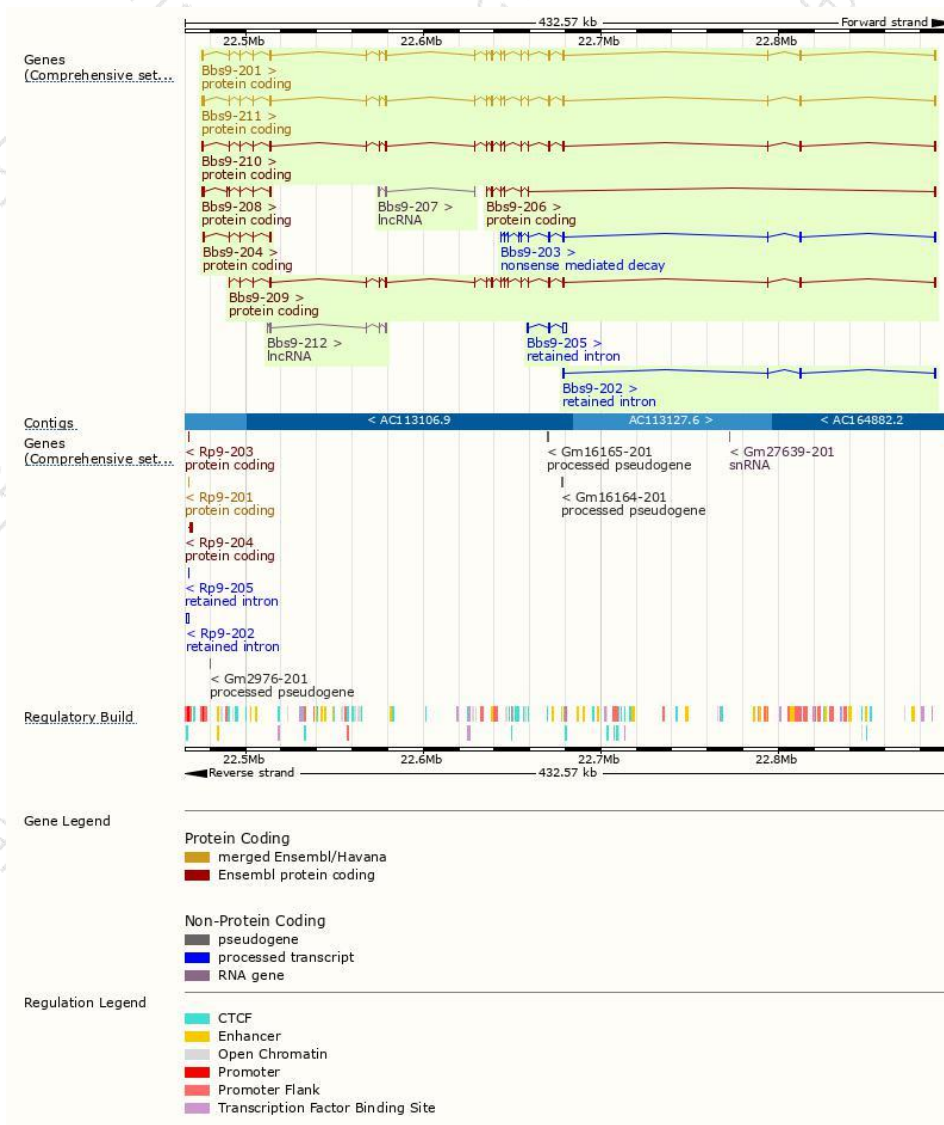 432.57 kb
Forward strand
22.5Mb 22.6Mb 22.7Mb 22.8Mb
Genes
(Comprehensive set...
Bbs9-201 >
protein coding
Bbs9-211 >
protein coding
Bbs9-210 >
protein coding
Bbs9-208 > Bbs9-207 > Bbs9-206 >
protein coding lncRNA protein coding
Bbs9-204 > Bbs9-203 >
protein coding nonsense mediated decay
Bbs9-209 >
protein coding
Bbs9-212 > Bbs9-205 >
lncRNA retained intron
Bbs9-202 >
retained intron
Contigs < AC113106.9 AC113127.6 > < AC164882.2
Genes
(Comprehensive set...
< Rp9-203 < Gm16165-201 < Gm27639-201
protein coding processed pseudogene snRNA
< Rp9-201 < Gm16164-201
protein coding processed pseudogene
< Rp9-204
protein coding
< Rp9-205
retained intron
< Rp9-202
retained intron
< Gm2976-201
processed pseudogene
Regulatory Build
22.5Mb 22.6Mb 22.7Mb 22.8Mb
Reverse strand 432.57 kb
Gene Legend
Protein Coding
merged Ensembl/Havana
Ensembl protein coding
Non-Protein Coding
pseudogene
processed transcript
RNA gene
Regulation Legend
CTCF
Enhancer
Open Chromatin
Promoter
Promoter Flank
Transcription Factor Binding Site